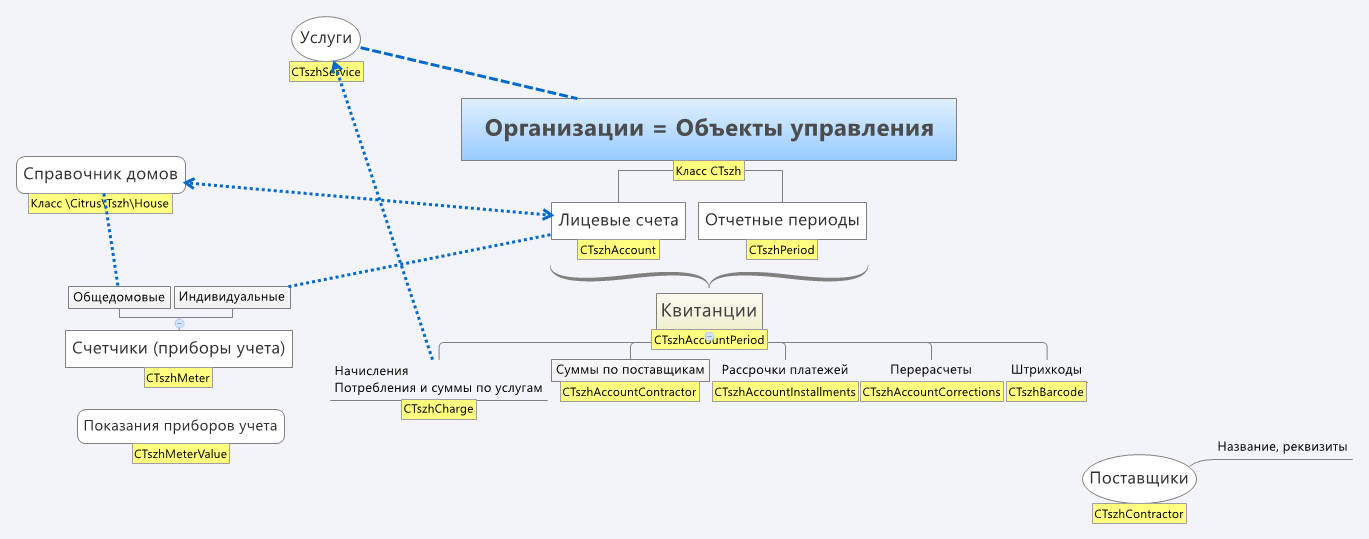 Услуги
CTszhService
Организации = Объекты управления
Класс CTszh
Справочник домов
Класс \Citrus\Tszh\House
Лицевые счета
CTszhAccount
Отчетные периоды
CTszhPeriod
Общедомовые
Индивидуальные
Счетчики (приборы учета)
CTszhMeter
Квитанции
CTszhAccountPeriod
Начисления
Потребления и суммы по услугам
CTszhCharge
Суммы по поставщикам
CTszhAccountContractor
Рассрочки платежей
CTszhAccountInstallments
Перерасчеты
CTszhAccountCorrections
Штрихкоды
CTszhBarcode
Показания приборов учета
CTszhMeterValue
Название, реквизиты
Поставщики
CTszhContractor